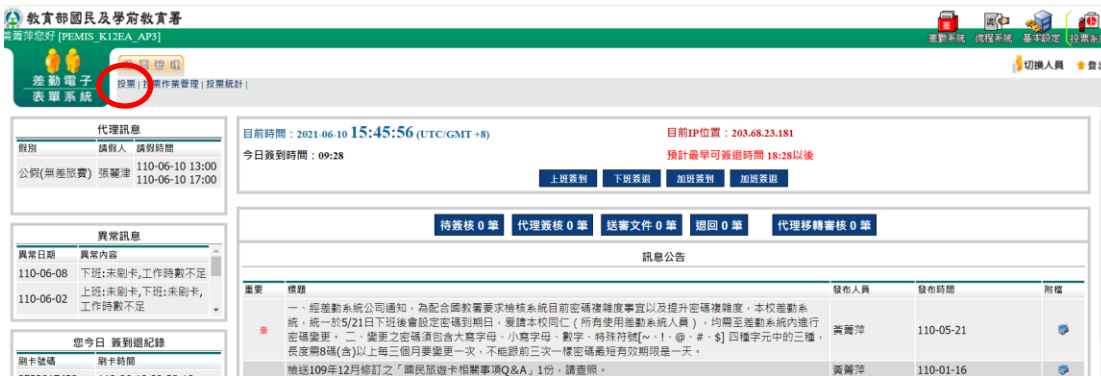 教育部國民及學前教育署
黃菁萍您好 [PEMIS_K12EA_AP3]
差勤系統 流程系統 基本設定
切換人員
差勤電子
表單系統
投票 | 投票作業管理 | 投票統計 |
代理訊息
假別 請假人 請假時間
公假(無差旅費) 張麗津 110-06-10 13:00
110-06-10 17:00
目前時間：2021-06-10 15:45:56 (UTC/GMT +8)
目前IP位置：203.68.23.181
今日簽到時間：09:28
預計最早可簽退時間 18:28以後
上班簽到 下班簽退 加班簽到 加班簽退
待簽核 0 筆 代理簽核 0 筆 送審文件 0 筆 退回 0 筆 代理移轉審核 0 筆
異常訊息
異常日期 異常內容
110-06-08 下班:未刷卡,工作時數不足
110-06-02 上班:未刷卡,下班:未刷卡,
工作時數不足
您今日 簽到退紀錄
刷卡號碼 刷卡時間
訊息公告
重要 標題 發布人員 發布時間 附檔
※ 一、經差勤系統公司通知，為配合國教署要求檢核系統目前密碼複雜度事宜以及提升密碼複雜度，本校差勤系
統，統一於5/21日下班後會設定密碼到期日，爰請本校同仁（所有使用差勤系統人員），均需至差勤系統內進行
密碼變更。 二、變更之密碼須包含大寫字母、小寫字母、數字、特殊符號[~、!、@、#、$] 四種字元中的三種，
長度需8碼(含)以上每三個月要變更一次，不能跟前三次一樣密碼最短有效期限是一天。
黃菁萍 110-05-21
檢送109年12月修訂之「國民旅遊卡相關事項Q&A」1份，請查照。 黃菁萍 110-01-16